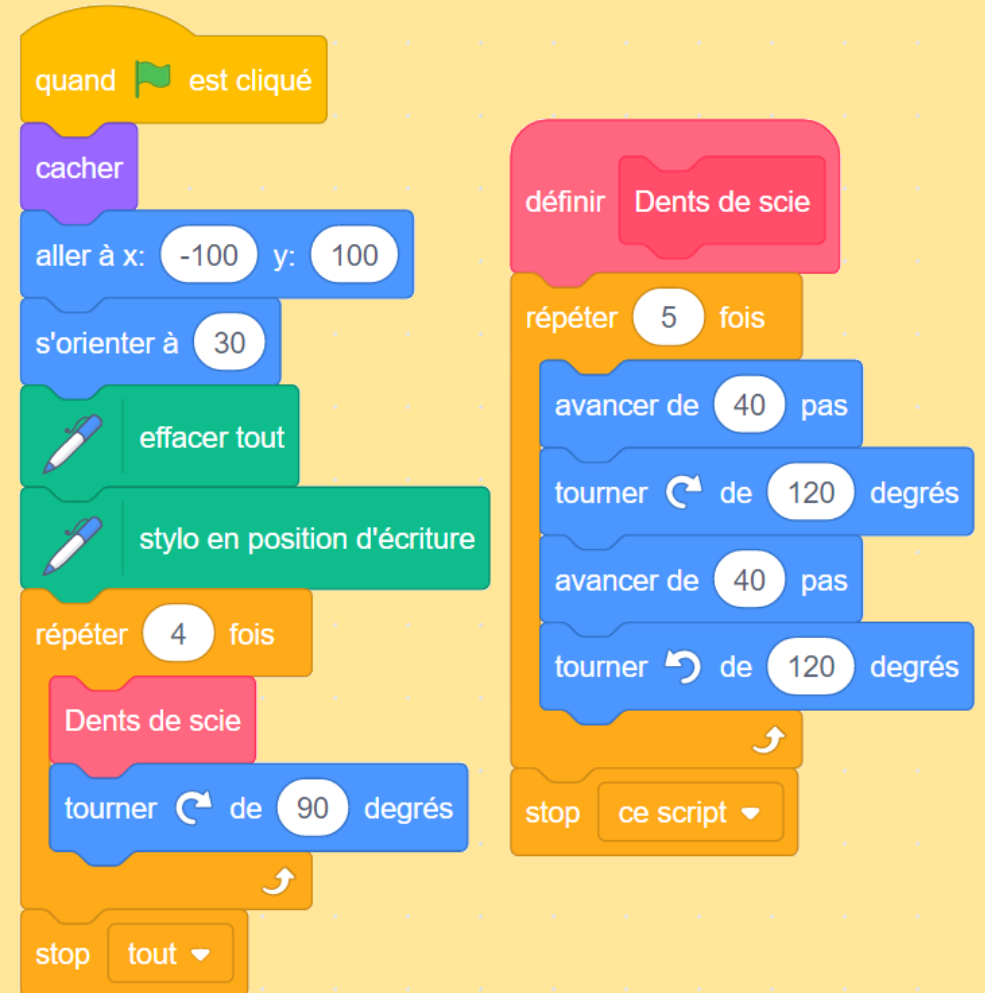 quand est cliqué
cacher
aller à x: -100 y: 100
s'orienter à 30
effacer tout
stylo en position d'écriture
répéter 4 fois
Dents de scie
tourner de 90 degrés
stop tout
définir Dents de scie
répéter 5 fois
avancer de 40 pas
tourner de 120 degrés
avancer de 40 pas
tourner de 120 degrés
stop ce script